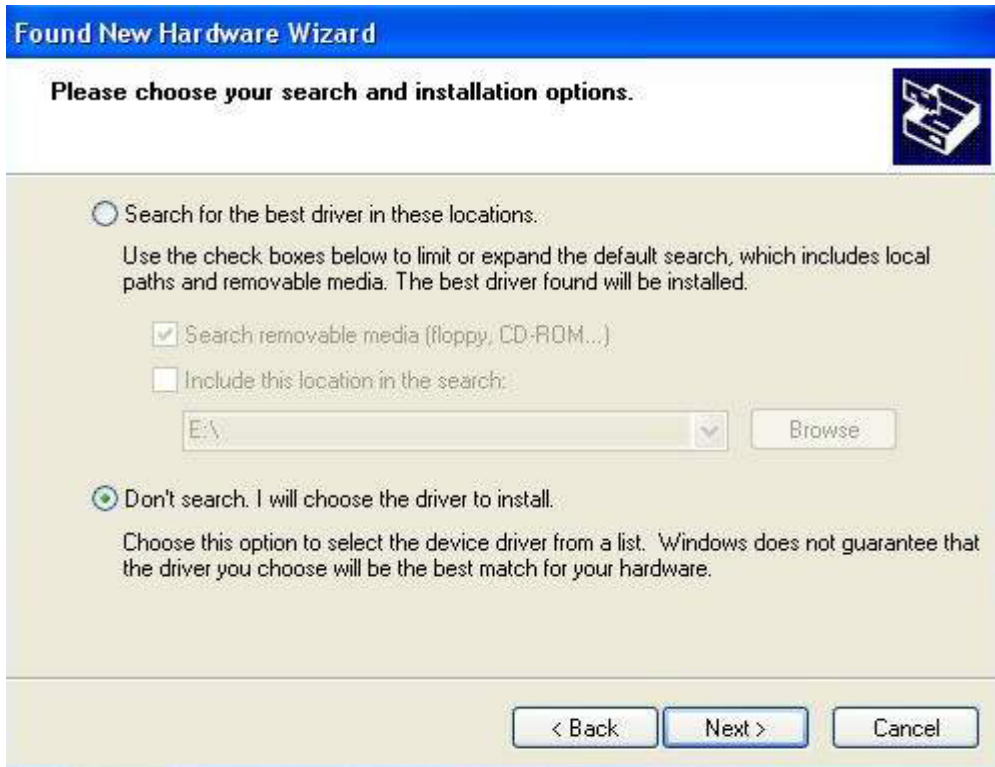 Found New Hardware Wizard
Please choose your search and installation options.
Search for the best driver in these locations.
Use the check boxes below to limit or expand the default search, which includes local
paths and removable media. The best driver found will be installed.
Search removable media (floppy, CD-ROM...)
Include this location in the search:
E:\
Browse
Don't search. I will choose the driver to install.
Choose this option to select the device driver from a list. Windows does not guarantee that
the driver you choose will be the best match for your hardware.
< Back
Next >
Cancel